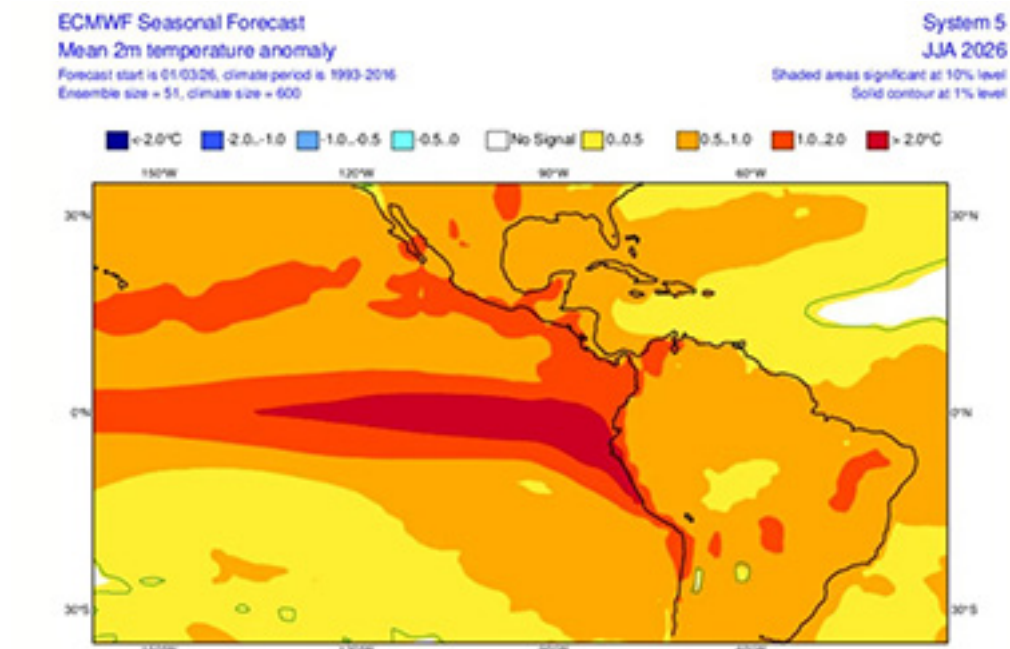 ECMWF Seasonal Forecast
System 5
Mean 2m temperature anomaly
JJA 2026
Forecast start is 01/03/26, climate period is 1993-2016
Shaded areas significant at 10% level
Ensemble size = 51, climate size = 600
Solid contour at 1% level
<-2.0°C -2.0..-1.0 -1.0..-0.5 -0.5..0 No Signal 0..0.5 0.5..1.0 1.0..2.0 > 2.0°C
150°W 120°W 90°W 60°W
30°N 30°N
0°N 0°N
30°S 30°S